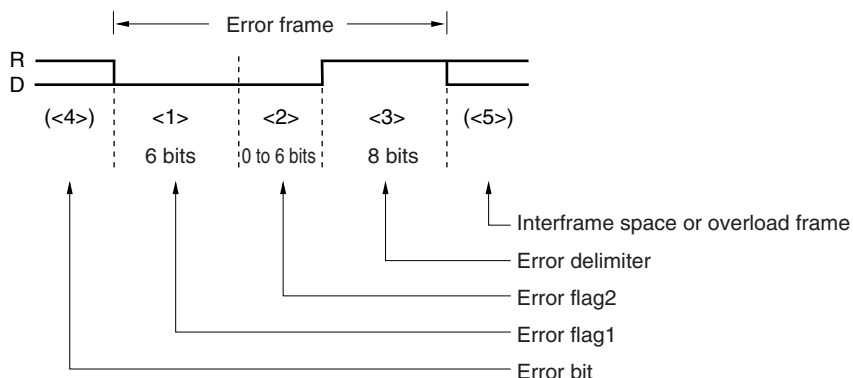 Error frame
R
D
(<4>) <1> <2> <3> (<5>)
6 bits 0 to 6 bits 8 bits
Interframe space or overload frame
Error delimiter
Error flag2
Error flag1
Error bit